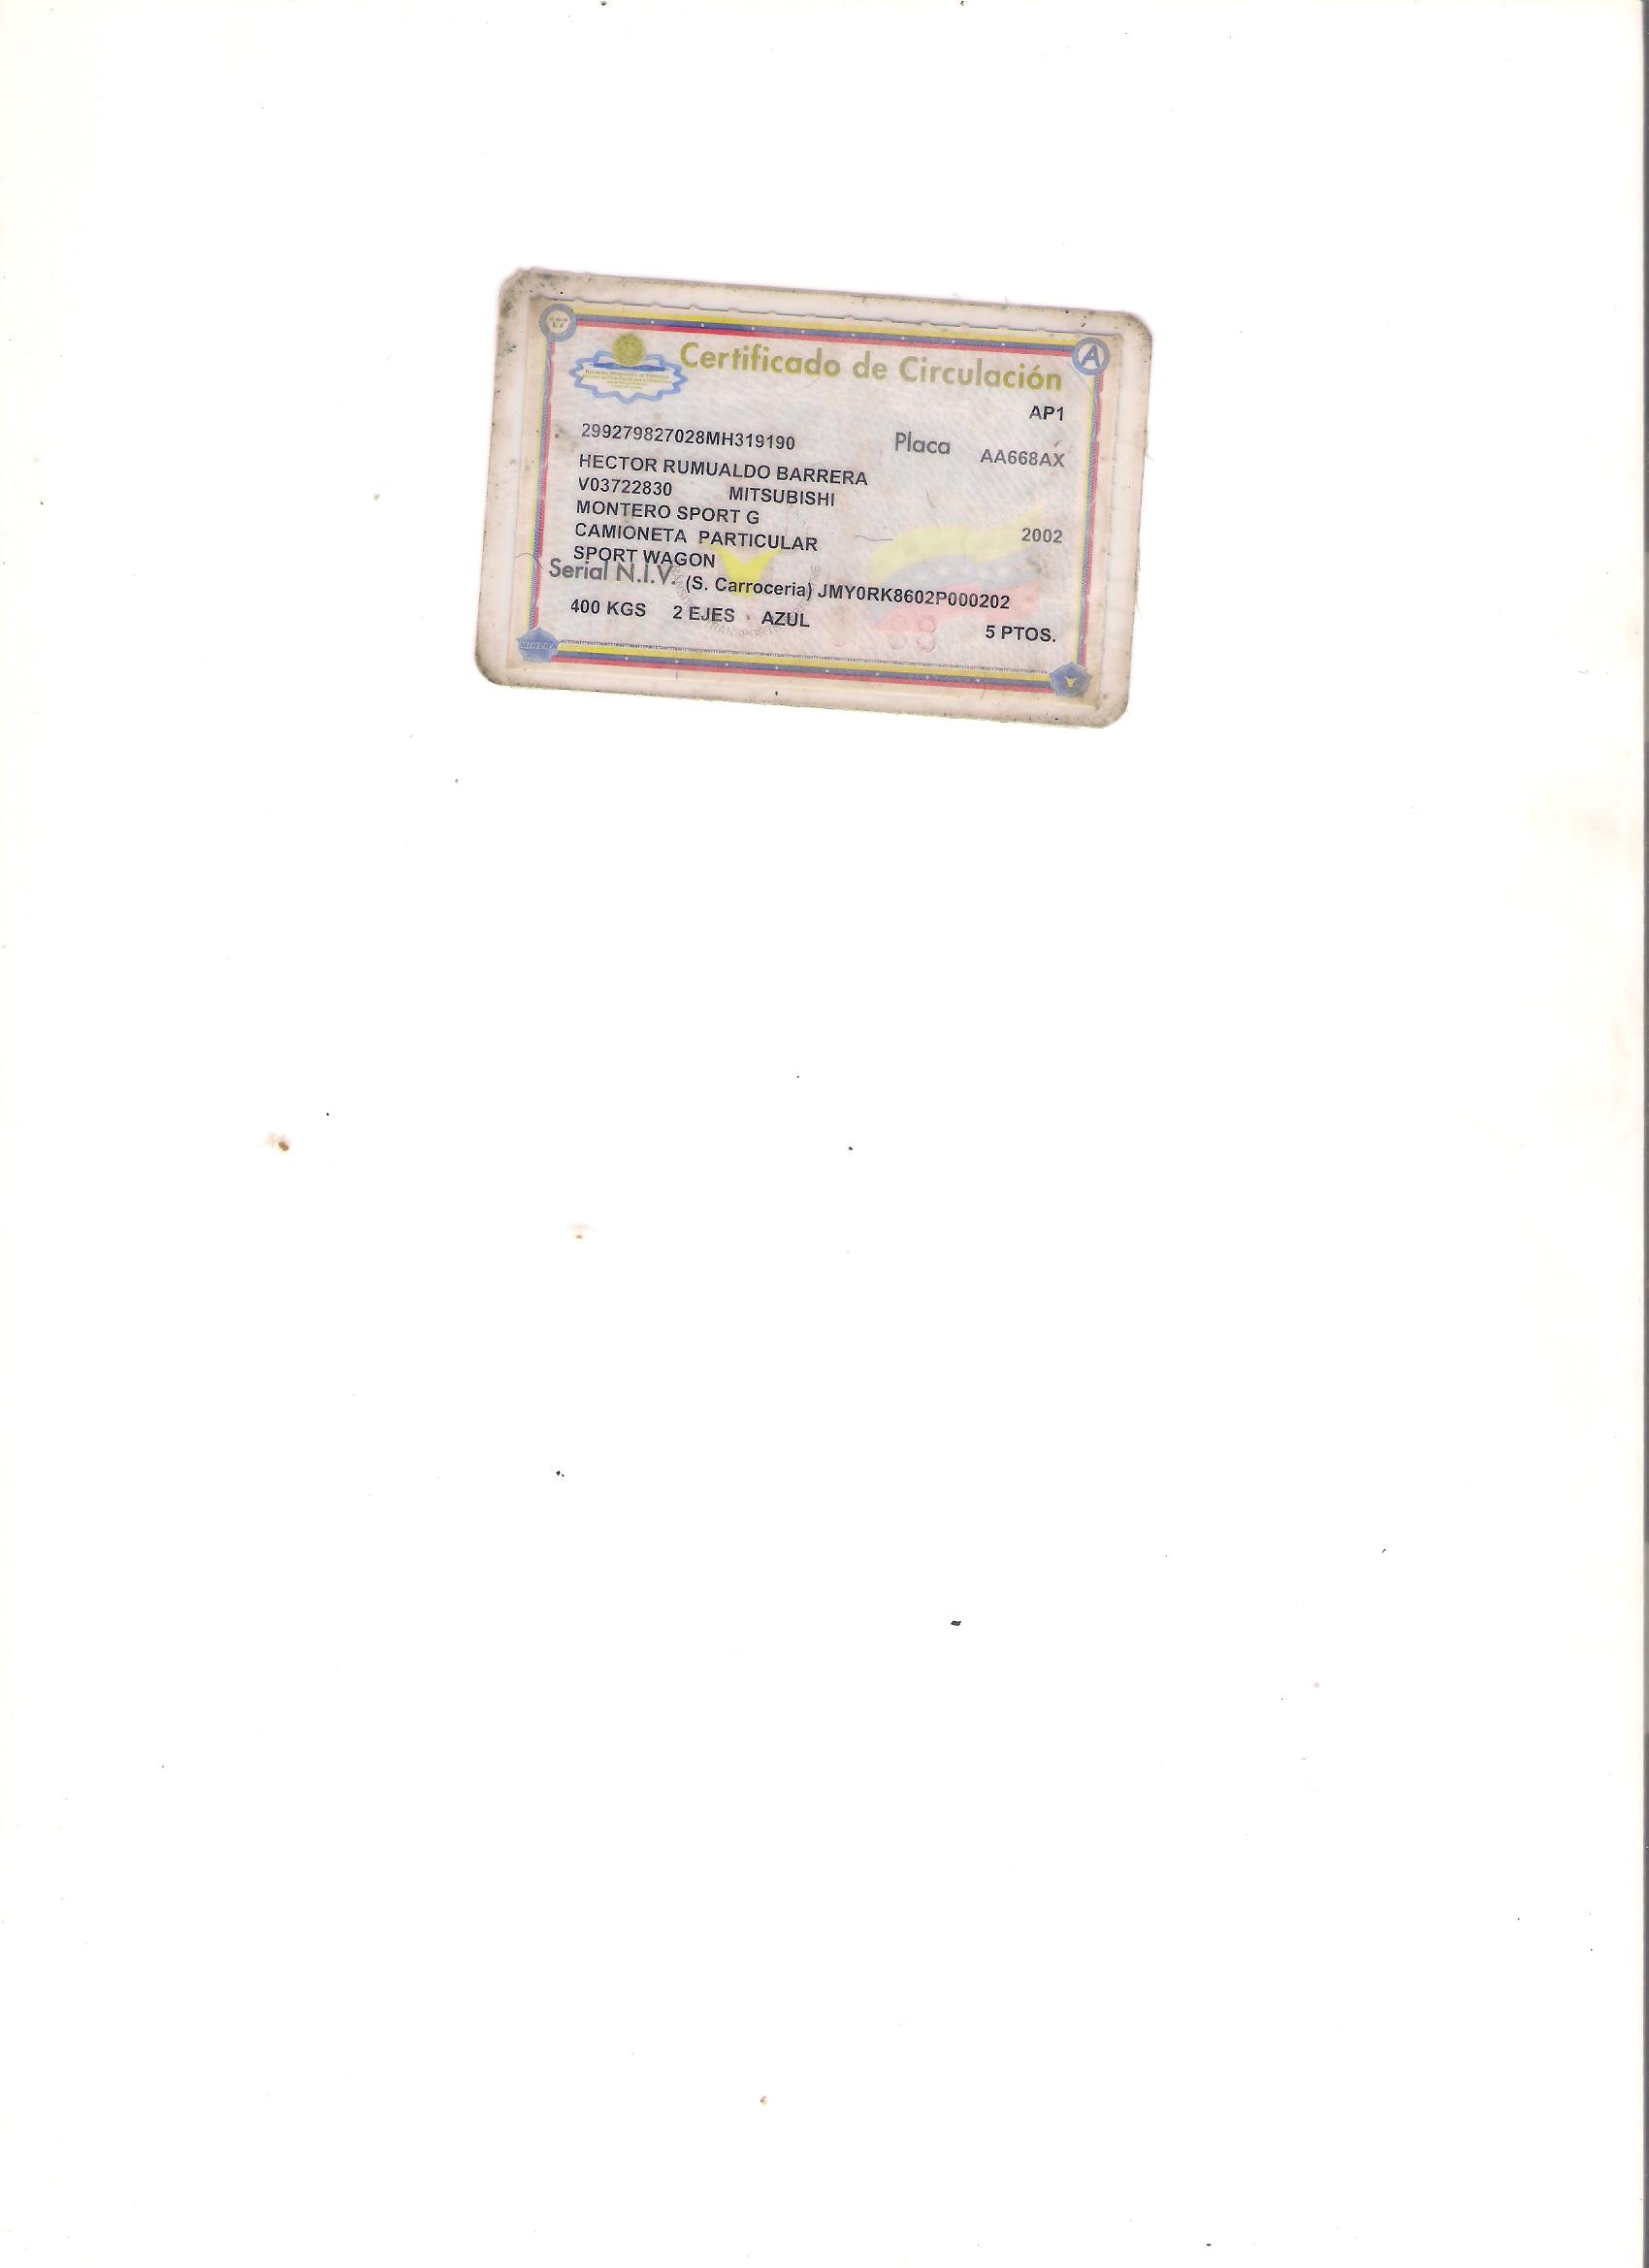 Certificado de Circulación
AP1
299279827028MH319190 Placa AA668AX
HECTOR RUMUALDO BARRERA
V03722830 MITSUBISHI
MONTERO SPORT G 2002
CAMIONETA PARTICULAR
SPORT WAGON
Serial N.I.V. (S. Carroceria) JMY0RK8602P000202
400 KGS 2 EJES AZUL 5 PTOS.